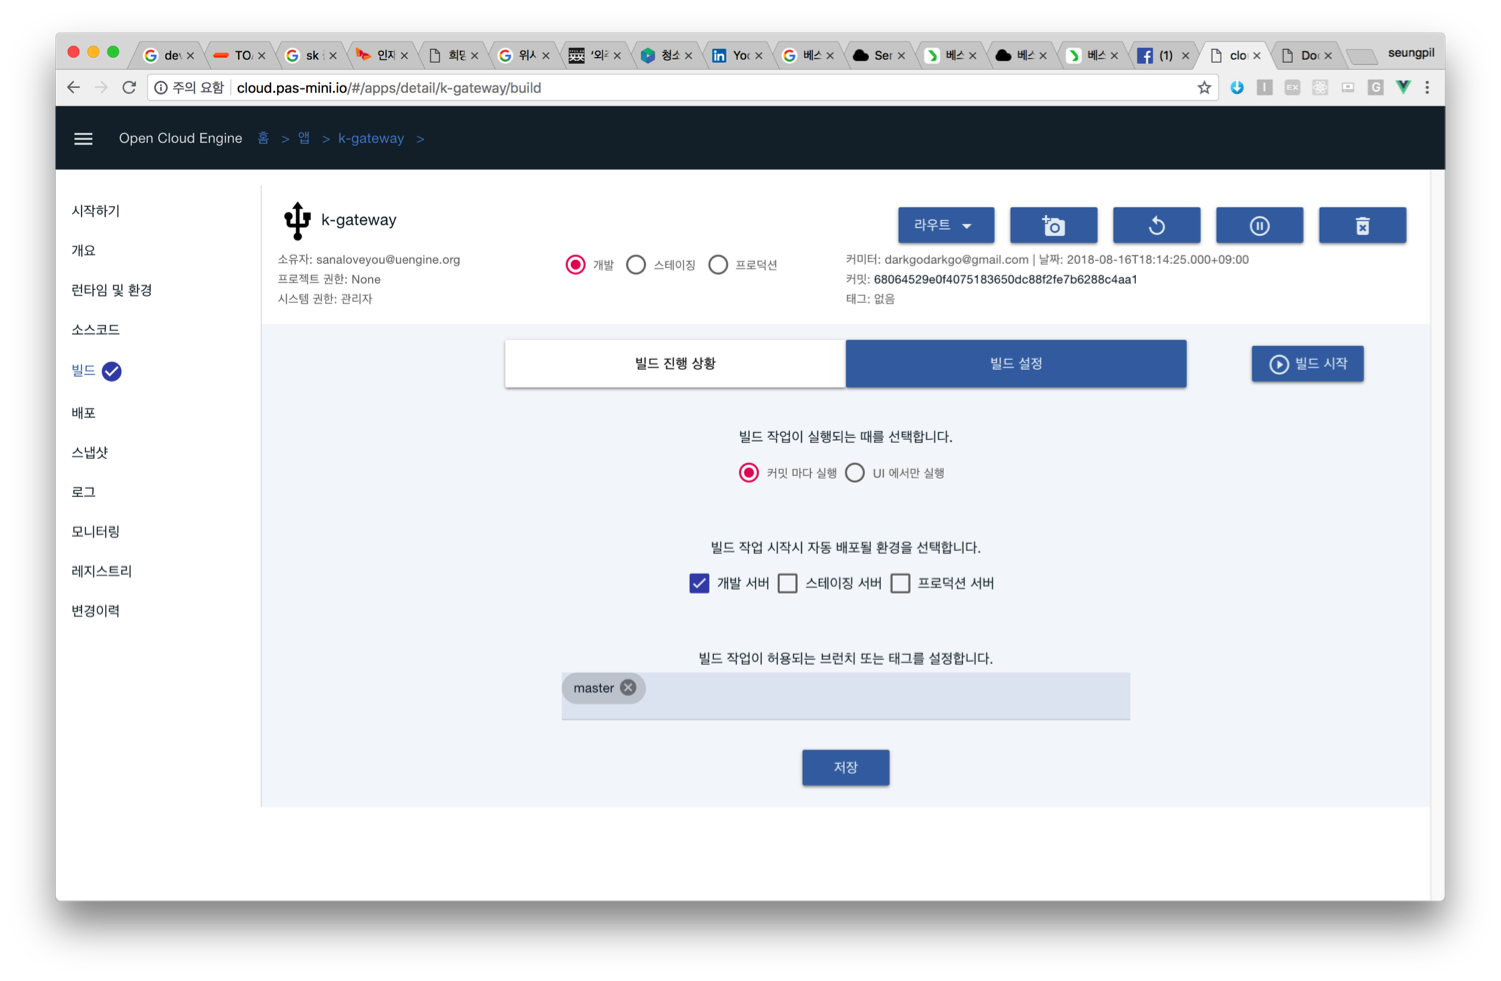 dev
TO
sk
인자
희망
위시
'외
청소
Yoo
베스
Ser
베스
베스
베스
(1)
clo
Do
seungpil
주의 요함 cloud.pas-mini.io/#/apps/detail/k-gateway/build
Open Cloud Engine 홈 > 앱 > k-gateway >
시작하기
개요
런타임 및 환경
소스코드
빌드
배포
스냅샷
로그
모니터링
레지스트리
변경이력
k-gateway
라우트
소유자: sanaloveyou@uengine.org
프로젝트 권한: None
시스템 권한: 관리자
개발 스테이징 프로덕션
커미터: darkgodarkgo@gmail.com | 날짜: 2018-08-16T18:14:25.000+09:00
커밋: 68064529e0f4075183650dc88f2fe7b6288c4aa1
태그: 없음
빌드 진행 상황
빌드 설정
빌드 시작
빌드 작업이 실행되는 때를 선택합니다.
커밋 마다 실행 UI 에서만 실행
빌드 작업 시작시 자동 배포될 환경을 선택합니다.
개발 서버 스테이징 서버 프로덕션 서버
빌드 작업이 허용되는 브런치 또는 태그를 설정합니다.
master
저장